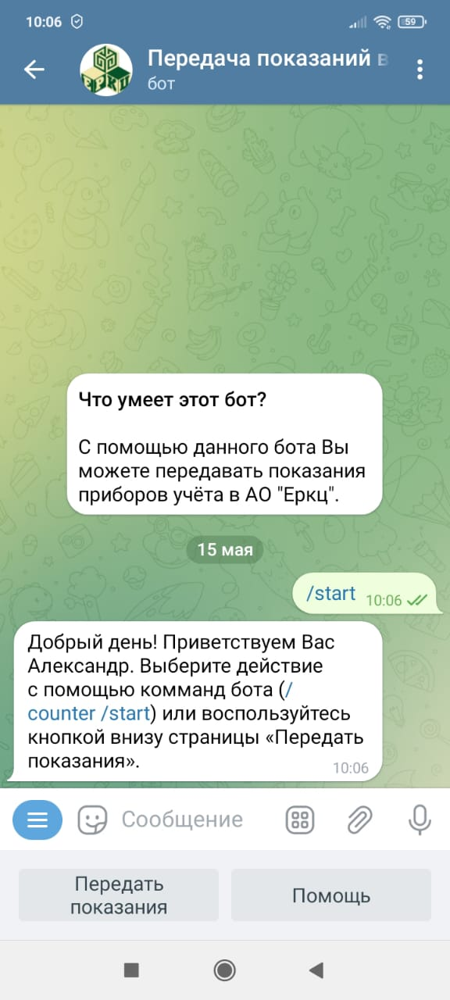 10:06
59
Передача показаний в
бот
ЕРКЦ
Что умеет этот бот?
С помощью данного бота Вы
можете передавать показания
приборов учёта в АО "Еркц".
15 мая
/start 10:06
Добрый день! Приветствуем Вас
Александр. Выберите действие
с помощью комманд бота (/
counter /start) или воспользуйтесь
кнопкой внизу страницы «Передать
показания».
10:06
Сообщение
Передать
показания
Помощь